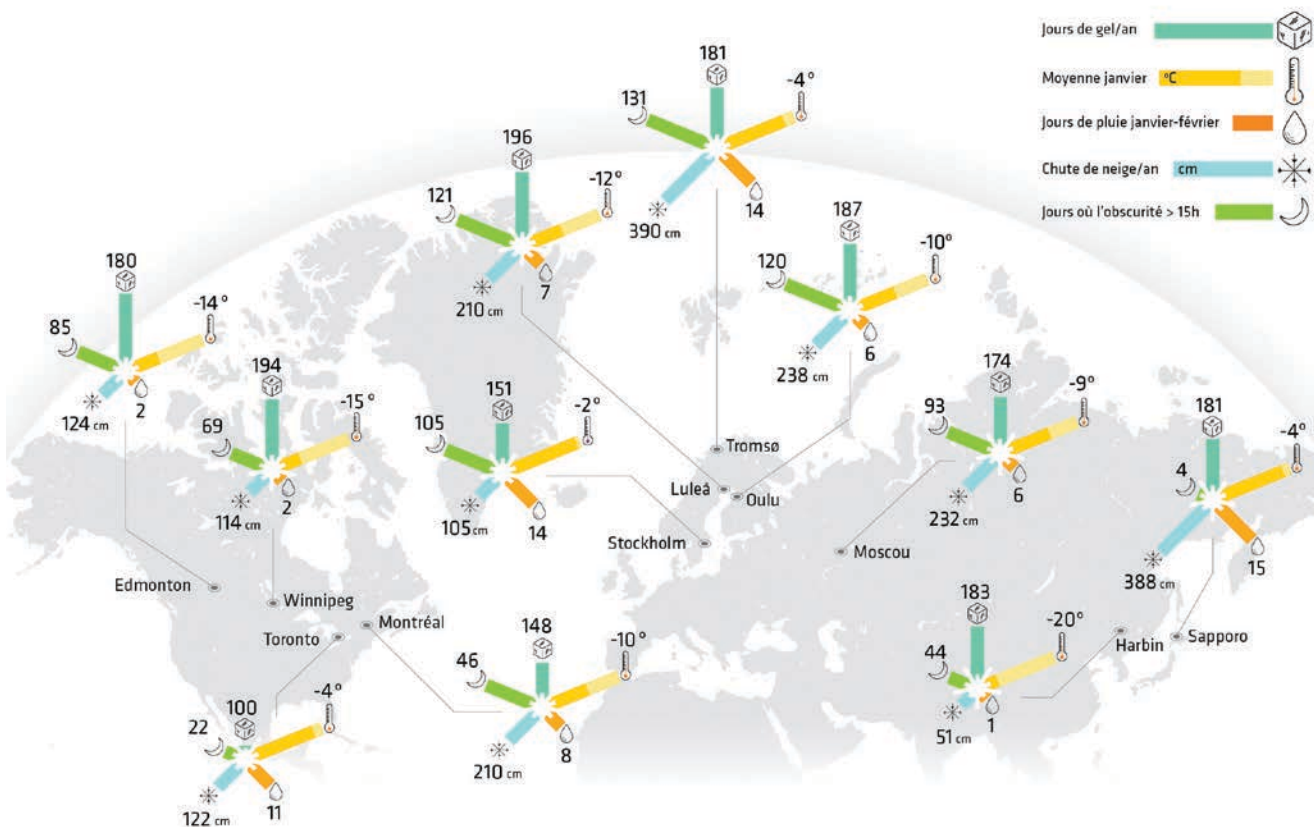 Jours de gel/an
Moyenne janvier °C
Jours de pluie janvier-février
Chute de neige/an cm
Jours où l'obscurité > 15h
181
131
-4°
390 cm
14
196
121
-12°
210 cm
7
187
120
-10°
238 cm
6
180
85
-14°
124 cm
2
194
69
-15°
114 cm
2
151
105
-2°
105 cm
14
174
93
-9°
232 cm
6
181
4
-4°
388 cm
15
Tromsø
Luleå
Oulu
Stockholm
Moscou
Edmonton
Winnipeg
Montréal
Toronto
Harbin
Sapporo
183
44
-20°
51 cm
1
148
46
-10°
210 cm
8
100
22
-4°
122 cm
11